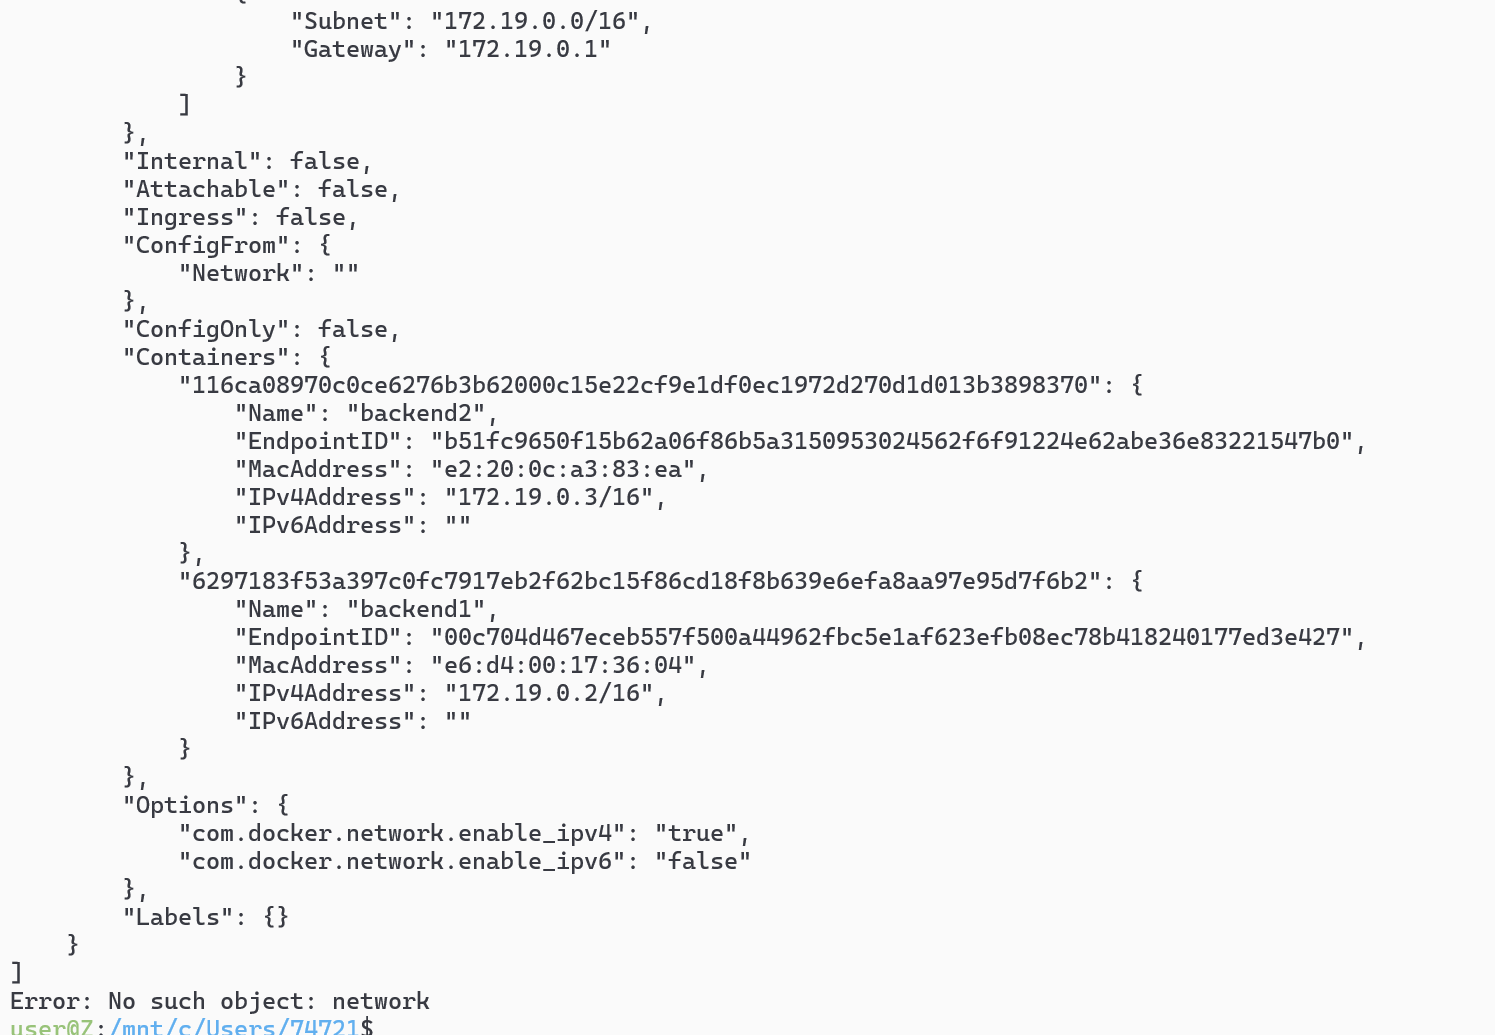 {
"Subnet": "172.19.0.0/16",
"Gateway": "172.19.0.1"
}
]
},
"Internal": false,
"Attachable": false,
"Ingress": false,
"ConfigFrom": {
"Network": ""
},
"ConfigOnly": false,
"Containers": {
"116ca08970c0ce6276b3b62000c15e22cf9e1df0ec1972d270d1d013b3898370": {
"Name": "backend2",
"EndpointID": "b51fc9650f15b62a06f86b5a3150953024562f6f91224e62abe36e83221547b0",
"MacAddress": "e2:20:0c:a3:83:ea",
"IPv4Address": "172.19.0.3/16",
"IPv6Address": ""
},
"6297183f53a397c0fc7917eb2f62bc15f86cd18f8b639e6efa8aa97e95d7f6b2": {
"Name": "backend1",
"EndpointID": "00c704d467eceb557f500a44962fbc5e1af623efb08ec78b418240177ed3e427",
"MacAddress": "e6:d4:00:17:36:04",
"IPv4Address": "172.19.0.2/16",
"IPv6Address": ""
}
},
"Options": {
"com.docker.network.enable_ipv4": "true",
"com.docker.network.enable_ipv6": "false"
},
"Labels": {}
}
]
Error: No such object: network
user@Z:/mnt/c/Users/74721$